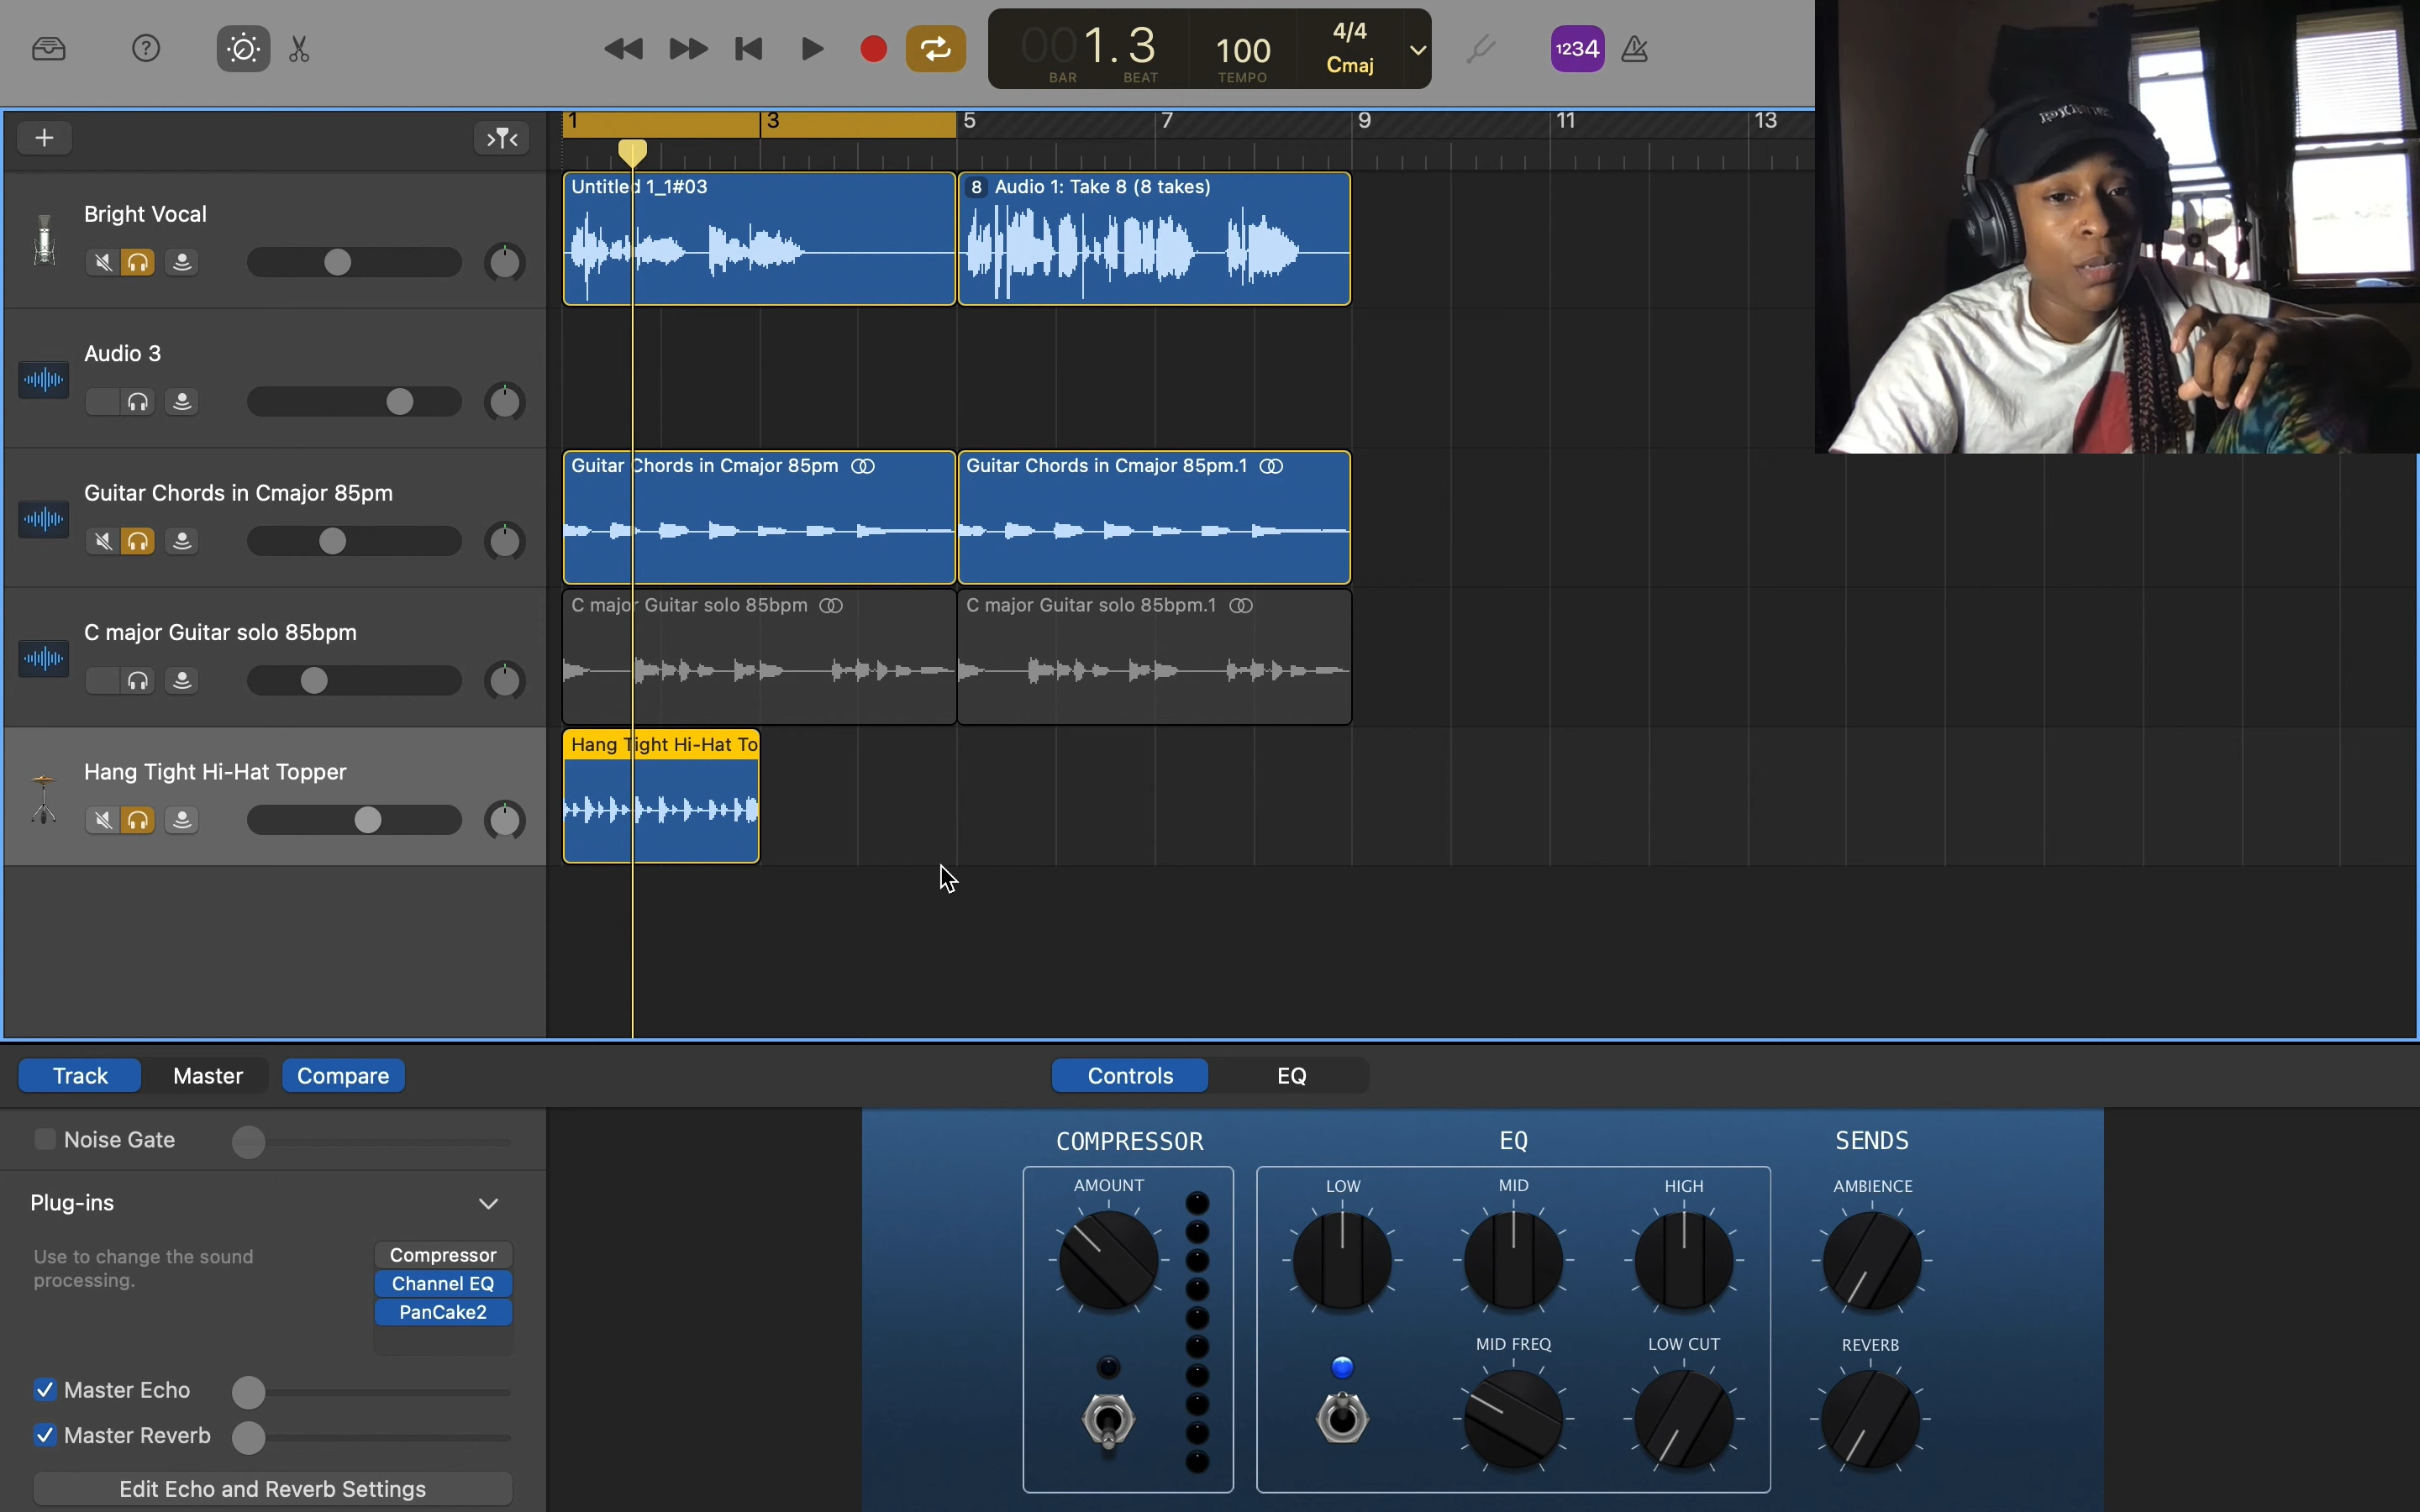 1234
001.3
BAR
BEAT
100
TEMPO
4/4
Cmaj
1
3
5
7
9
11
13
Bright Vocal
Untitled 1_1#03
8 Audio 1: Take 8 (8 takes)
Audio 3
Guitar Chords in Cmajor 85pm
Guitar Chords in Cmajor 85pm
Guitar Chords in Cmajor 85pm.1
C major Guitar solo 85bpm
C major Guitar solo 85bpm
C major Guitar solo 85bpm.1
Hang Tight Hi-Hat Topper
Hang Tight Hi-Hat To
Track
Master
Compare
Controls
EQ
Noise Gate
Plug-ins
Use to change the sound
processing.
Compressor
Channel EQ
PanCake2
Master Echo
Master Reverb
Edit Echo and Reverb Settings
COMPRESSOR
AMOUNT
EQ
LOW
MID
HIGH
MID FREQ
LOW CUT
SENDS
AMBIENCE
REVERB